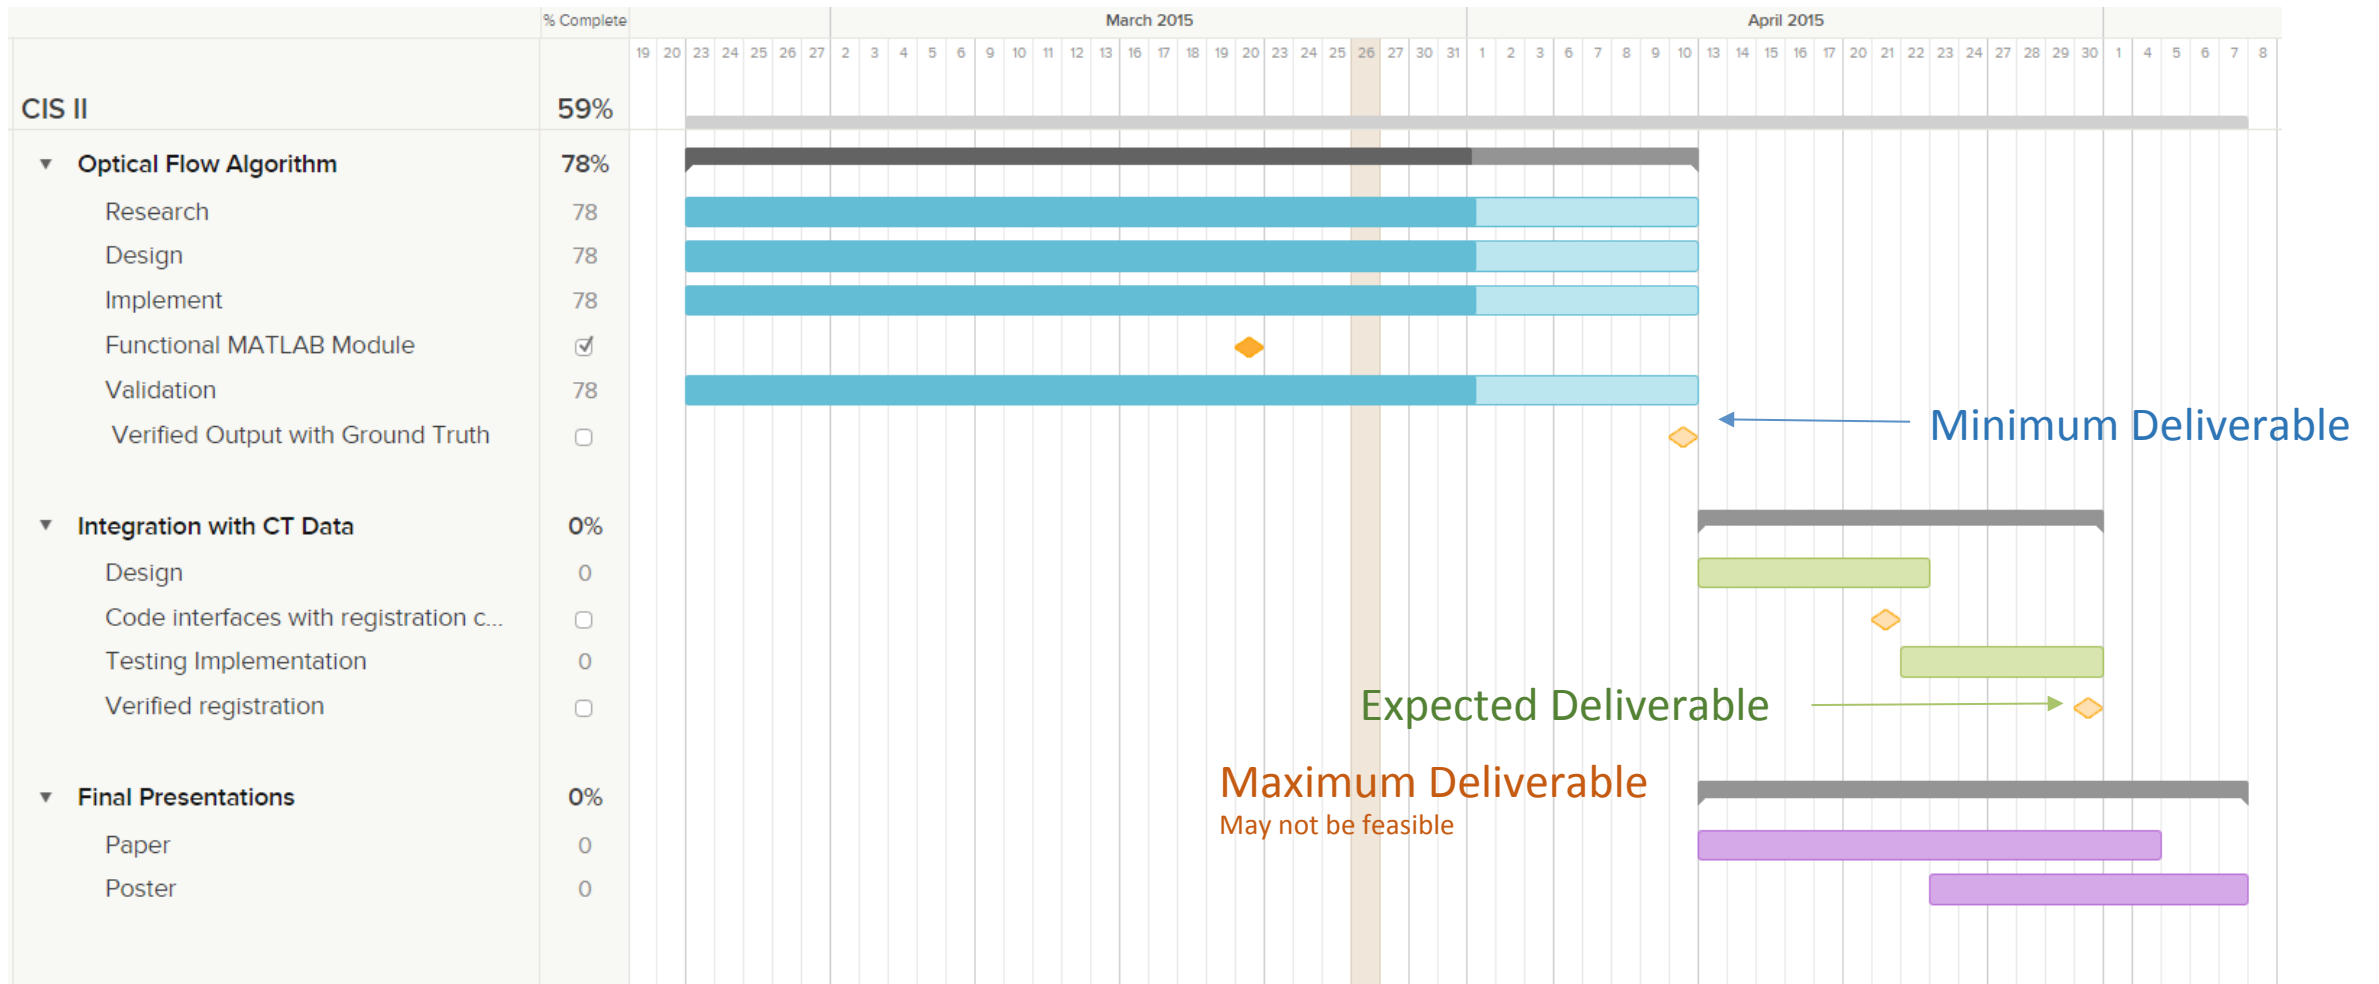 % Complete March 2015 April 2015
19 20 23 24 25 26 27 2 3 4 5 6 9 10 11 12 13 16 17 18 19 20 23 24 25 26 27 30 31 1 2 3 6 7 8 9 10 13 14 15 16 17 20 21 22 23 24 27 28 29 30 1 4 5 6 7 8
CIS II 59%
Optical Flow Algorithm 78%
Research 78
Design 78
Implement 78
Functional MATLAB Module
Validation 78
Minimum Deliverable
Verified Output with Ground Truth
Integration with CT Data 0%
Design 0
Code interfaces with registration c...
Testing Implementation 0
Verified registration
Expected Deliverable
Maximum Deliverable
Final Presentations 0%
May not be feasible
Paper 0
Poster 0